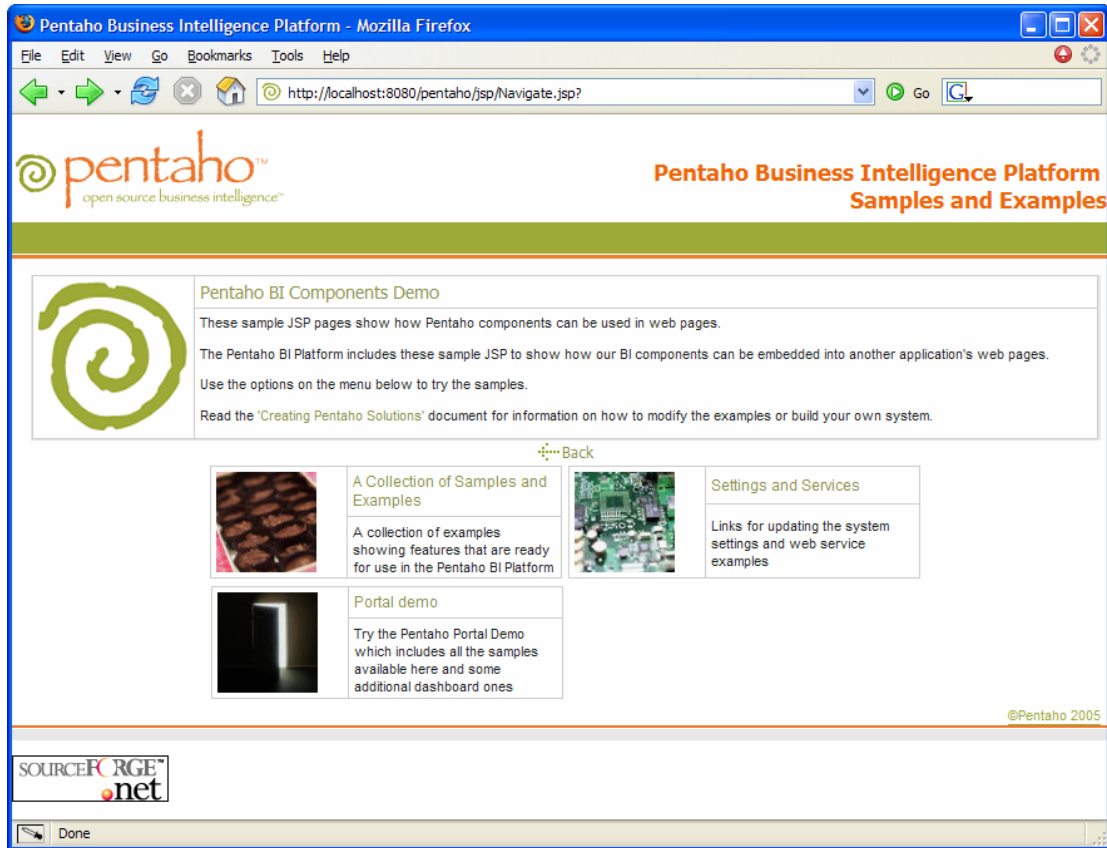 Pentaho Business Intelligence Platform - Mozilla Firefox
File Edit View Go Bookmarks Tools Help
http://localhost:8080/pentaho/jsp/Navigate.jsp? Go G
pentaho™
open source business intelligence™
Pentaho Business Intelligence Platform
Samples and Examples
Pentaho BI Components Demo
These sample JSP pages show how Pentaho components can be used in web pages.
The Pentaho BI Platform includes these sample JSP to show how our BI components can be embedded into another application's web pages.
Use the options on the menu below to try the samples.
Read the 'Creating Pentaho Solutions' document for information on how to modify the examples or build your own system.
Back
A Collection of Samples and
Examples
A collection of examples
showing features that are ready
for use in the Pentaho BI Platform
Settings and Services
Links for updating the system
settings and web service
examples
Portal demo
Try the Pentaho Portal Demo
which includes all the samples
available here and some
additional dashboard ones
©Pentaho 2005
SOURCEFORGE™
.net
Done